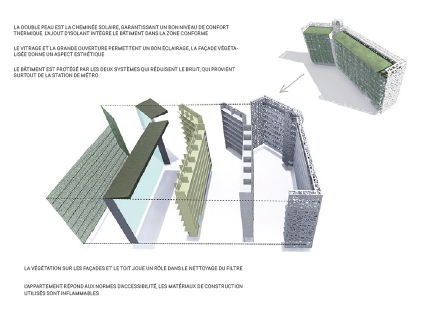 LA DOUBLE PEAU EST LA CHEMINÉE SOLAIRE, GARANTISSANT UN BON NIVEAU DE CONFORT
THERMIQUE. L'AJOUT D'ISOLANT INTÈGRE LE BÂTIMENT DANS LA ZONE CONFORME
LE VITRAGE ET LA GRANDE OUVERTURE PERMETTENT UN BON ÉCLAIRAGE, LA FAÇADE VÉGÉTA-
LISÉE DONNE UN ASPECT ESTHÉTIQUE
LE BÂTIMENT EST PROTÉGÉ PAR LES DEUX SYSTÈMES QUI RÉDUISENT LE BRUIT, QUI PROVIENT
SURTOUT DE LA STATION DE MÉTRO
LA VÉGÉTATION SUR LES FAÇADES ET LE TOIT JOUE UN RÔLE DANS LE NETTOYAGE DU FILTRE
L'APPARTEMENT RÉPOND AUX NORMES D'ACCESSIBILITÉ, LES MATÉRIAUX DE CONSTRUCTION
UTILISÉS SONT INFLAMMABLES